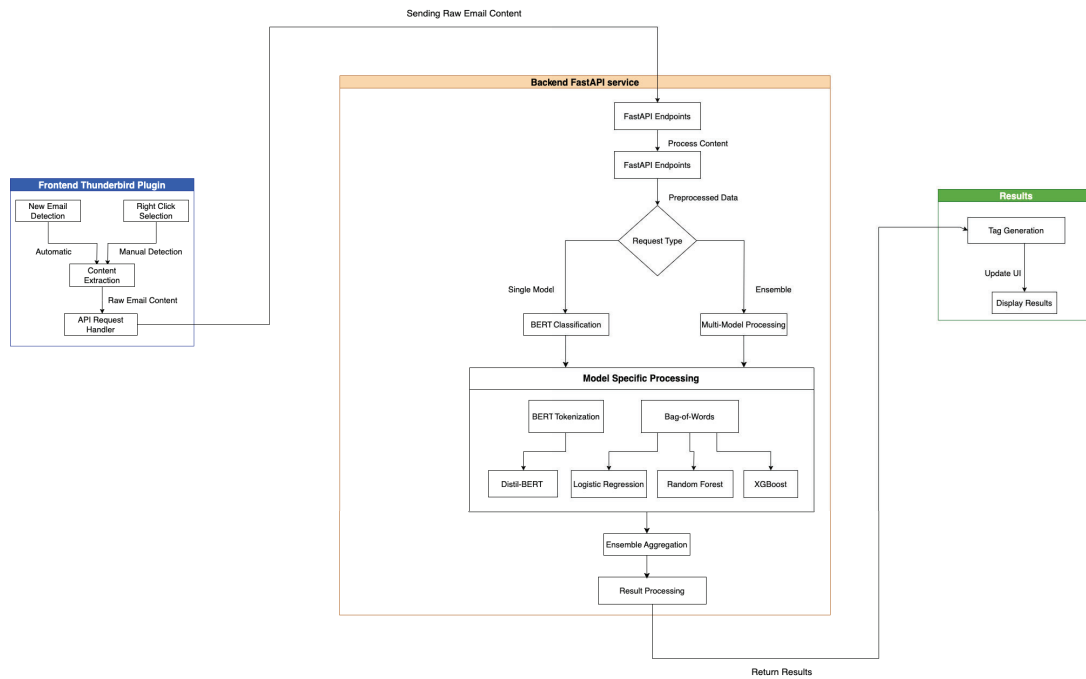 Sending Raw Email Content
Backend FastAPI service
FastAPI Endpoints
Process Content
FastAPI Endpoints
Preprocessed Data
Request Type
Single Model
Ensemble
BERT Classification
Multi-Model Processing
Model Specific Processing
BERT Tokenization
Bag-of-Words
Distil-BERT
Logistic Regression
Random Forest
XGBoost
Ensemble Aggregation
Result Processing
Return Results
Frontend Thunderbird Plugin
New Email
Detection
Right Click
Selection
Automatic
Manual Detection
Content
Extraction
Raw Email Content
API Request
Handler
Results
Tag Generation
Update UI
Display Results